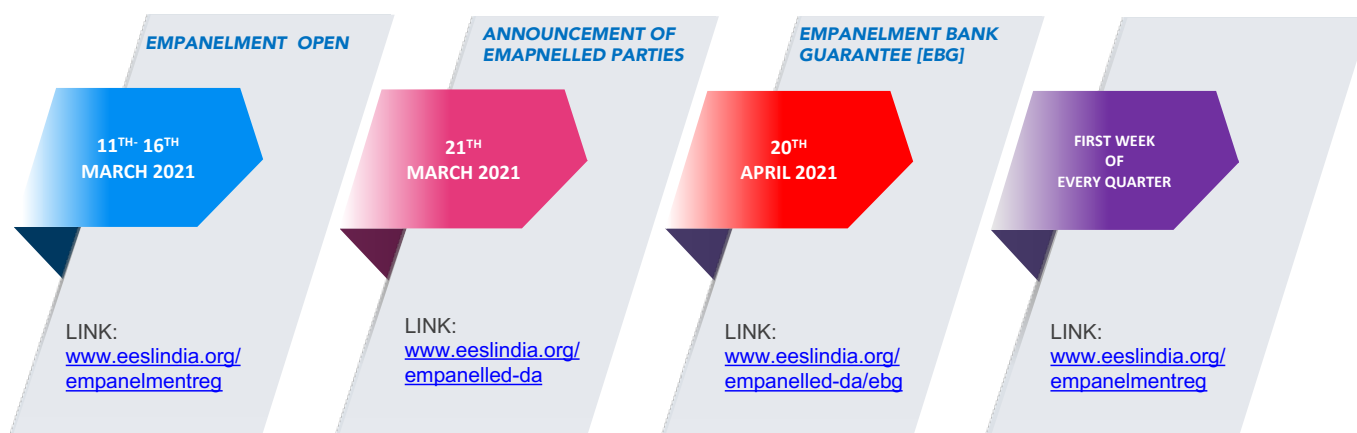 EMPANELMENT OPEN
11TH- 16TH
MARCH 2021
LINK:
www.eeslindia.org/
empanelmentreg
ANNOUNCEMENT OF
EMAPNELLED PARTIES
21TH
MARCH 2021
LINK:
www.eeslindia.org/
empanelled-da
EMPANELMENT BANK
GUARANTEE [EBG]
20TH
APRIL 2021
LINK:
www.eeslindia.org/
empanelled-da/ebg
FIRST WEEK
OF
EVERY QUARTER
LINK:
www.eeslindia.org/
empanelmentreg